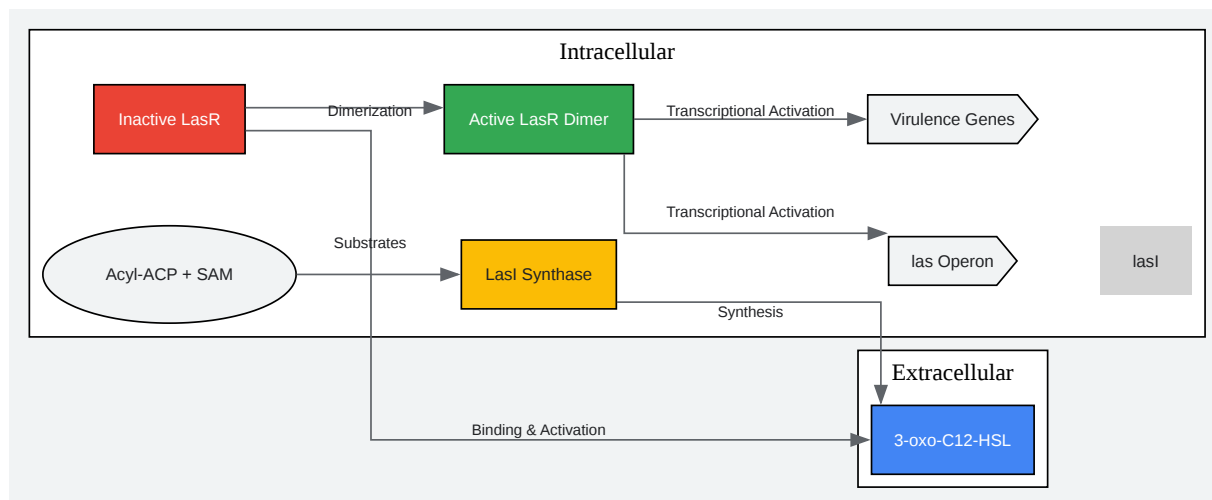 Intracellular
Inactive LasR
Dimerization
Active LasR Dimer
Transcriptional Activation
Virulence Genes
Transcriptional Activation
Acyl-ACP + SAM
Substrates
LasI Synthase
las Operon
lasI
Synthesis
Extracellular
Binding & Activation
3-oxo-C12-HSL